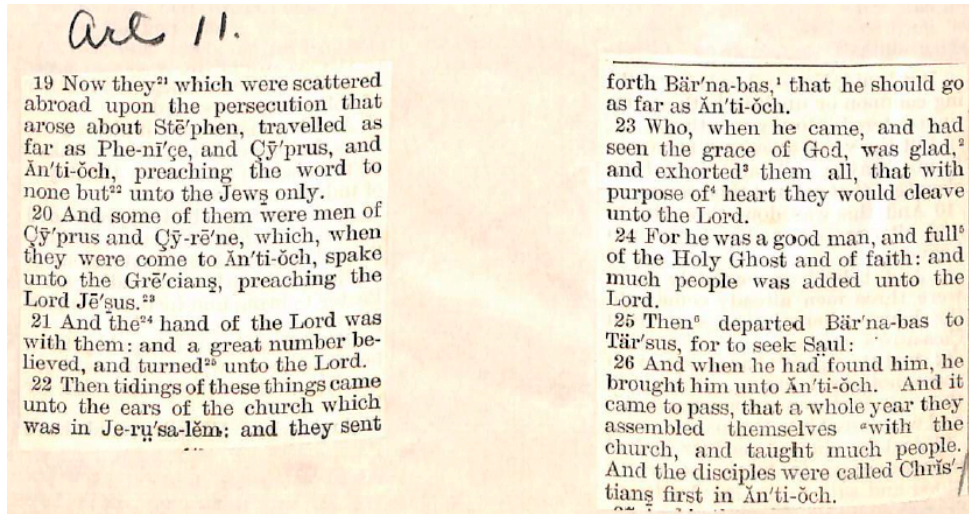 Act 11.
19 Now they²¹ which were scattered
abroad upon the persecution that
arose about Stē′phen, travelled as
far as Phe-nī′çe, and Çȳ′prus, and
Ăn′ti-ŏch, preaching the word to
none but²² unto the Jews̱ only.
20 And some of them were men of
Çȳ′prus and Çȳ-rē′ne, which, when
they were come to Ăn′ti-ŏch, spake
unto the Grē′cians̱, preaching the
Lord Jē′s̱us.²³
21 And the²⁴ hand of the Lord was
with them: and a great number be-
lieved, and turned²⁵ unto the Lord.
22 Then tidings of these things came
unto the ears of the church which
was in Je-rṳ′sa-lĕm: and they sent
forth Bär′na-bas,¹ that he should go
as far as Ăn′ti-ŏch.
23 Who, when he came, and had
seen the grace of God, was glad,²
and exhorted³ them all, that with
purpose of⁴ heart they would cleave
unto the Lord.
24 For he was a good man, and full⁵
of the Holy Ghost and of faith: and
much people was added unto the
Lord.
25 Then⁶ departed Bär′na-bas to
Tär′sus, for to seek Sa̤ul:
26 And when he had found him, he
brought him unto Ăn′ti-ŏch. And it
came to pass, that a whole year they
assembled themselves ᵃwith the
church, and taught much people.
And the disciples were called Chrĭs′-
tians̱ first in Ăn′ti-ŏch.